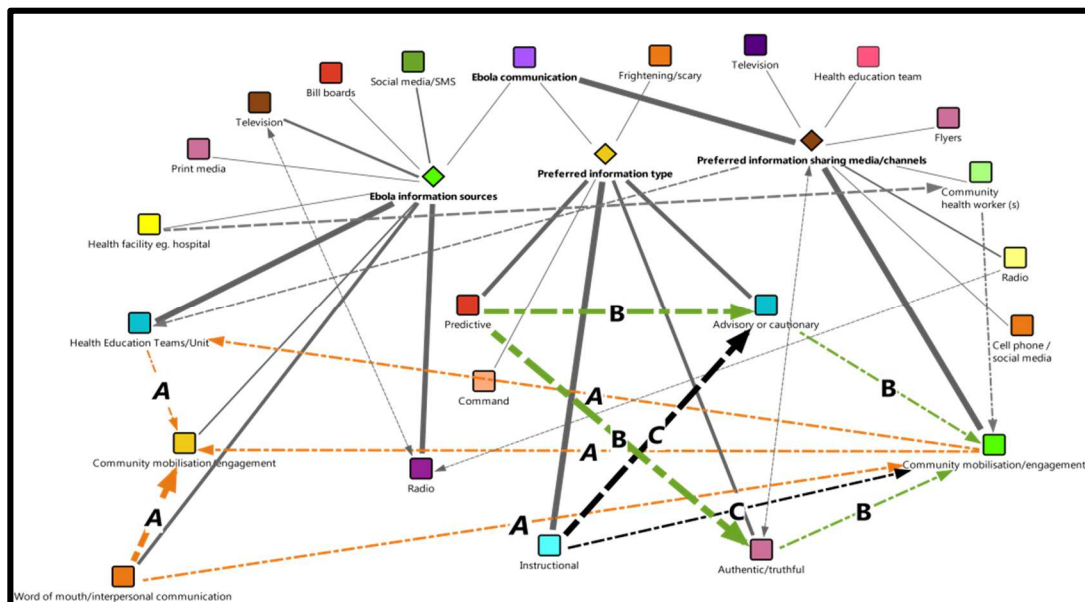 Television
Health education team
Frightening/scary
Ebola communication
Social media/SMS
Bill boards
Television
Flyers
Print media
Preferred information sharing media/channels
Preferred information type
Ebola information sources
Community
health worker (s)
Health facility eg. hospital
Radio
Predictive
B
Advisory or cautionary
Health Education Teams/Unit
Cell phone /
social media
A
Command
A
B
B
C
A
Community mobilisation/engagement
Community mobilisation/engagement
Radio
A
A
C
B
Instructional
Authentic/truthful
Word of mouth/interpersonal communication